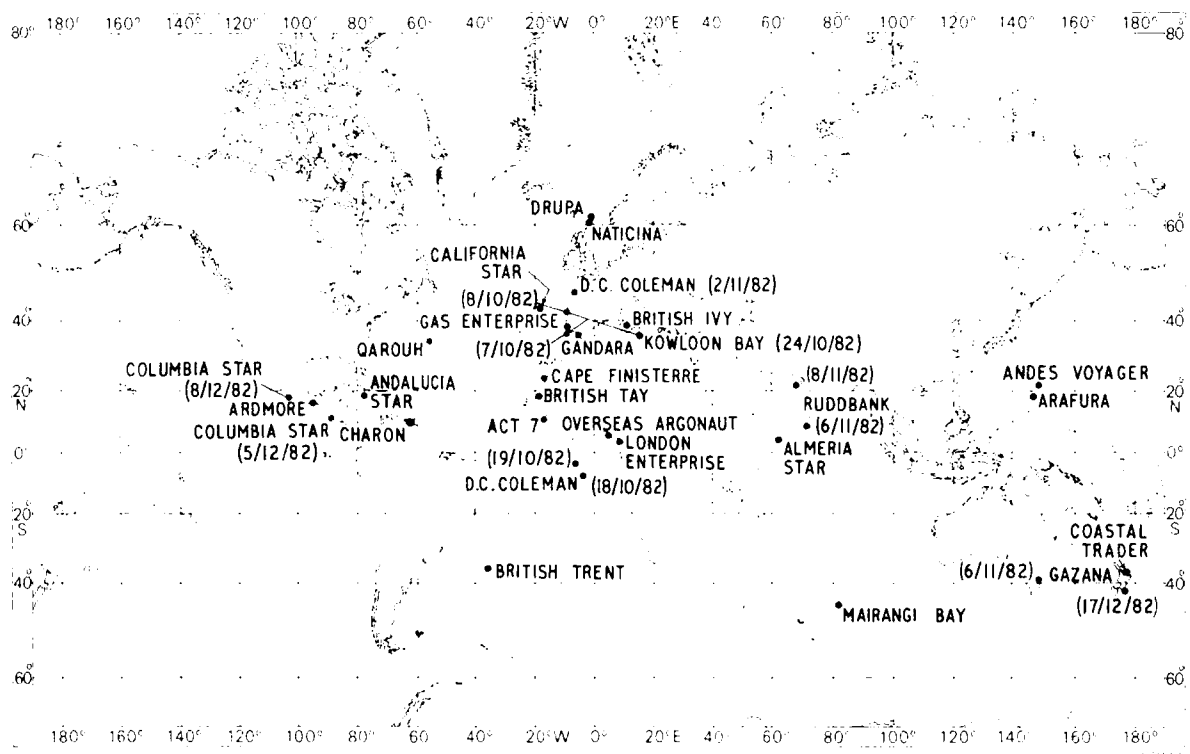 180° 160° 140° 120° 100° 80° 60° 40° 20°W 0° 20°E 40° 60° 80° 100° 120° 140° 160° 180°
80° 80°
DRUPA
60° 60°
NATICINA
CALIFORNIA
STAR
D.C. COLEMAN (2/11/82)
(8/10/82)
40° 40°
GAS ENTERPRISE
BRITISH IVY
QAROUH
(7/10/82)
GANDARA
KOWLOON BAY (24/10/82)
COLUMBIA STAR
(8/12/82)
ANDALUCIA
STAR
CAPE FINISTERRE
(8/11/82)
ANDES VOYAGER
20° 20°
N N
ARDMORE
BRITISH TAY
RUDDBANK
ARAFURA
COLUMBIA STAR
(5/12/82)
CHARON
ACT 7
OVERSEAS ARGONAUT
(6/11/82)
LONDON
ENTERPRISE
ALMERIA
STAR
0° 0°
(19/10/82)
D.C.COLEMAN
(18/10/82)
20° 20°
S S
COASTAL
TRADER
BRITISH TRENT
(6/11/82)
GAZANA
40° 40°
(17/12/82)
MAIRANGI BAY
60° 60°
180° 160° 140° 120° 100° 80° 60° 40° 20°W 0° 20°E 40° 60° 80° 100° 120° 140° 160° 180°